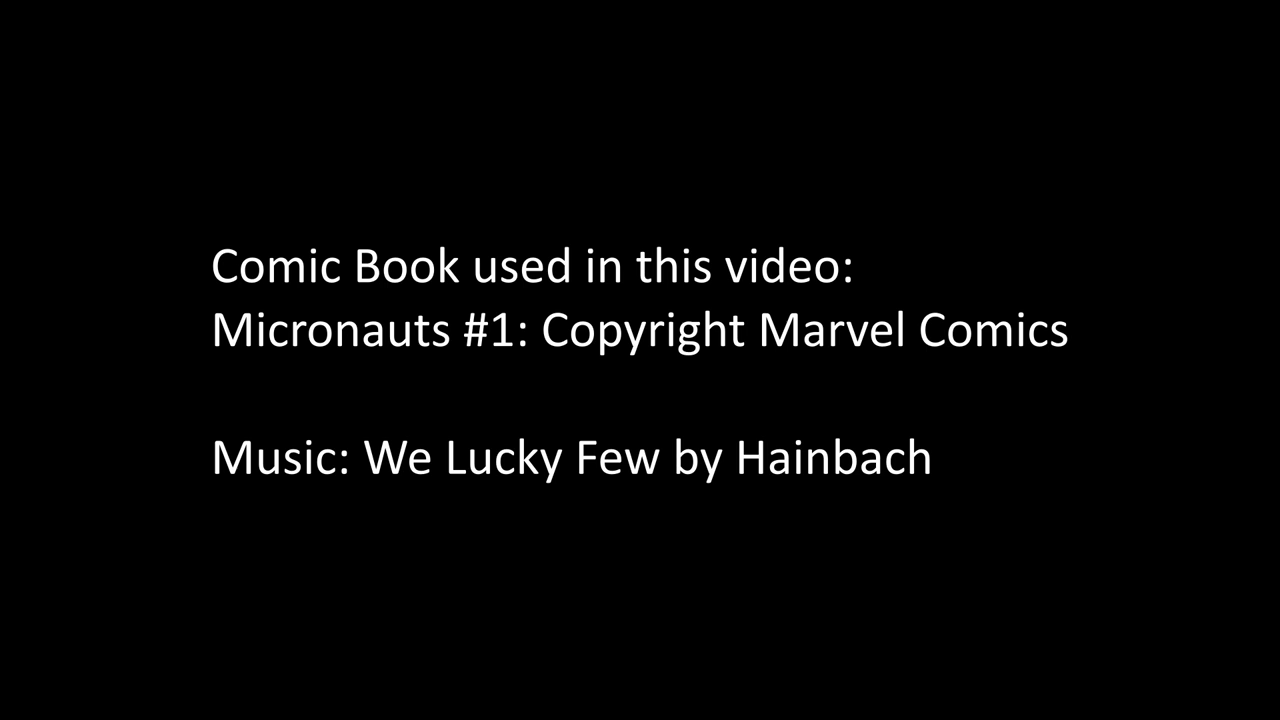 Comic Book used in this video:
Micronauts #1: Copyright Marvel Comics
Music: We Lucky Few by Hainbach